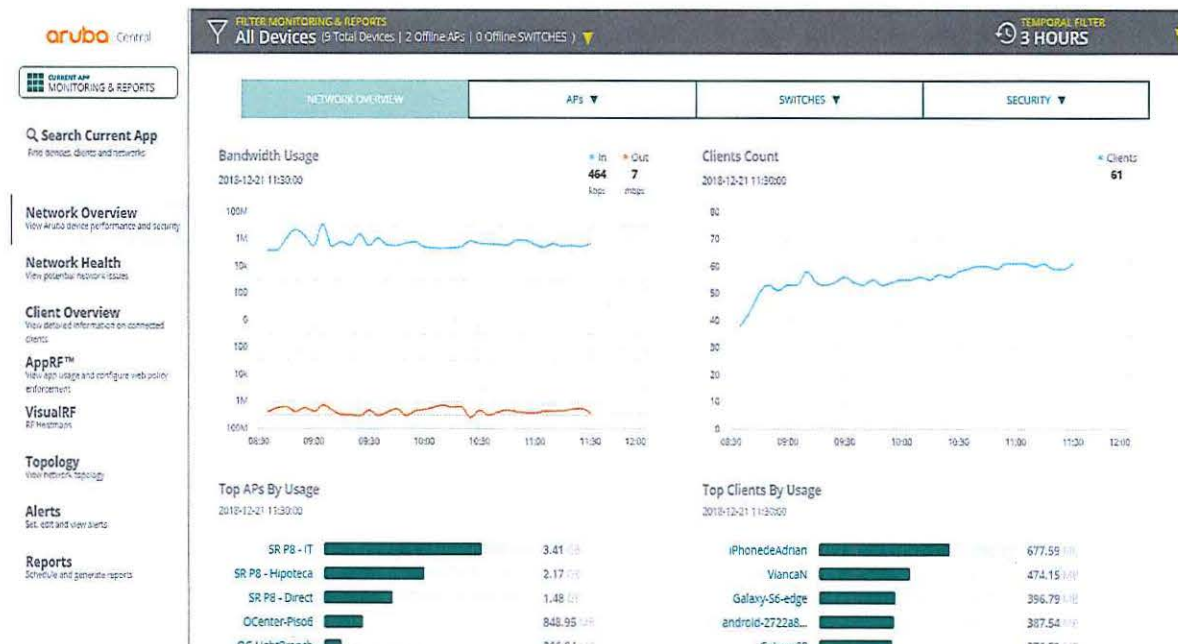 aruba Central
CURRENT APP
MONITORING & REPORTS
Search Current App
Find devices, clients and networks
Network Overview
View Aruba device performance and security
Network Health
View potential network issues
Client Overview
View detailed information on connected
clients
AppRF™
View app usage and configure web policy
enforcement
VisualRF
RF Heatmaps
Topology
View network topology
Alerts
Set, edit and view alerts
Reports
Schedule and generate reports
FILTER MONITORING & REPORTS
All Devices (9 Total Devices | 2 Offline APs | 0 Offline SWITCHES )
TEMPORAL FILTER
3 HOURS
NETWORK OVERVIEW
APs
SWITCHES
SECURITY
Bandwidth Usage
2018-12-21 11:30:00
In Out
464 7
kbps mbps
100M
1M
10k
100
0
100
10k
1M
100M
08:30 09:00 09:30 10:00 10:30 11:00 11:30 12:00
Clients Count
2018-12-21 11:30:00
Clients
61
80
70
60
50
40
30
20
10
0
08:30 09:00 09:30 10:00 10:30 11:00 11:30 12:00
Top APs By Usage
2018-12-21 11:30:00
SR P8 - IT 3.41 GB
SR P8 - Hipoteca 2.17 GB
SR P8 - Direct 1.48 GB
OCenter-Piso6 848.95 MB
Top Clients By Usage
2018-12-21 11:30:00
iPhonedeAdrian 677.59 MB
ViancaN 474.15 MB
Galaxy-S6-edge 396.79 MB
android-2722a8... 387.54 MB